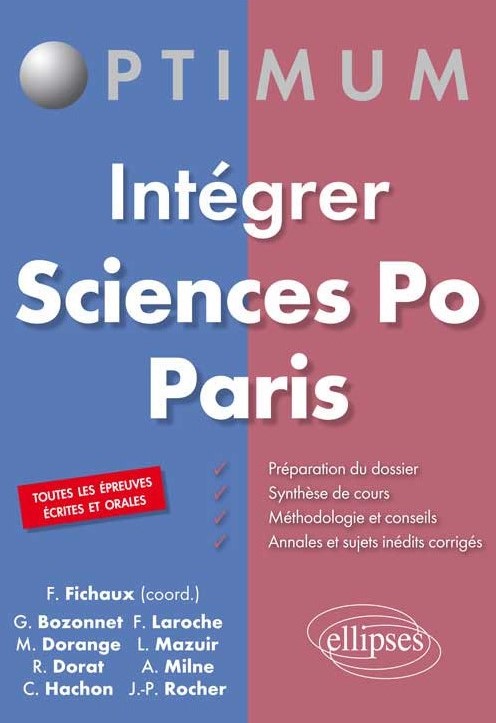 OPTIMUM
Intégrer
Sciences Po
Paris
TOUTES LES ÉPREUVES
ÉCRITES ET ORALES
✓ Préparation du dossier
✓ Synthèse de cours
✓ Méthodologie et conseils
✓ Annales et sujets inédits corrigés
F. Fichaux (coord.)
G. Bozonnet F. Laroche
M. Dorange L. Mazuir
R. Dorat A. Milne
C. Hachon J.-P. Rocher
ellipses